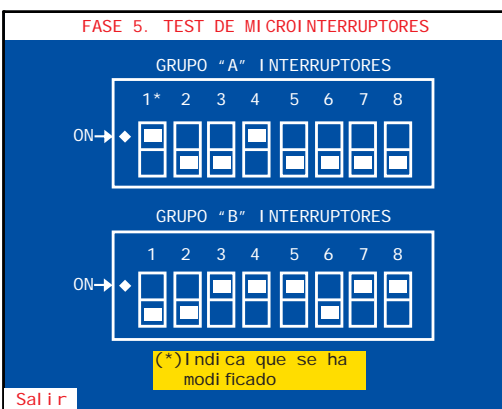 FASE 5. TEST DE MICROINTERRUPTORES
GRUPO “A” INTERRUPTORES
1* 2 3 4 5 6 7 8
ON
GRUPO “B” INTERRUPTORES
1 2 3 4 5 6 7 8
ON
(*)Indica que se ha
modificado
Salir